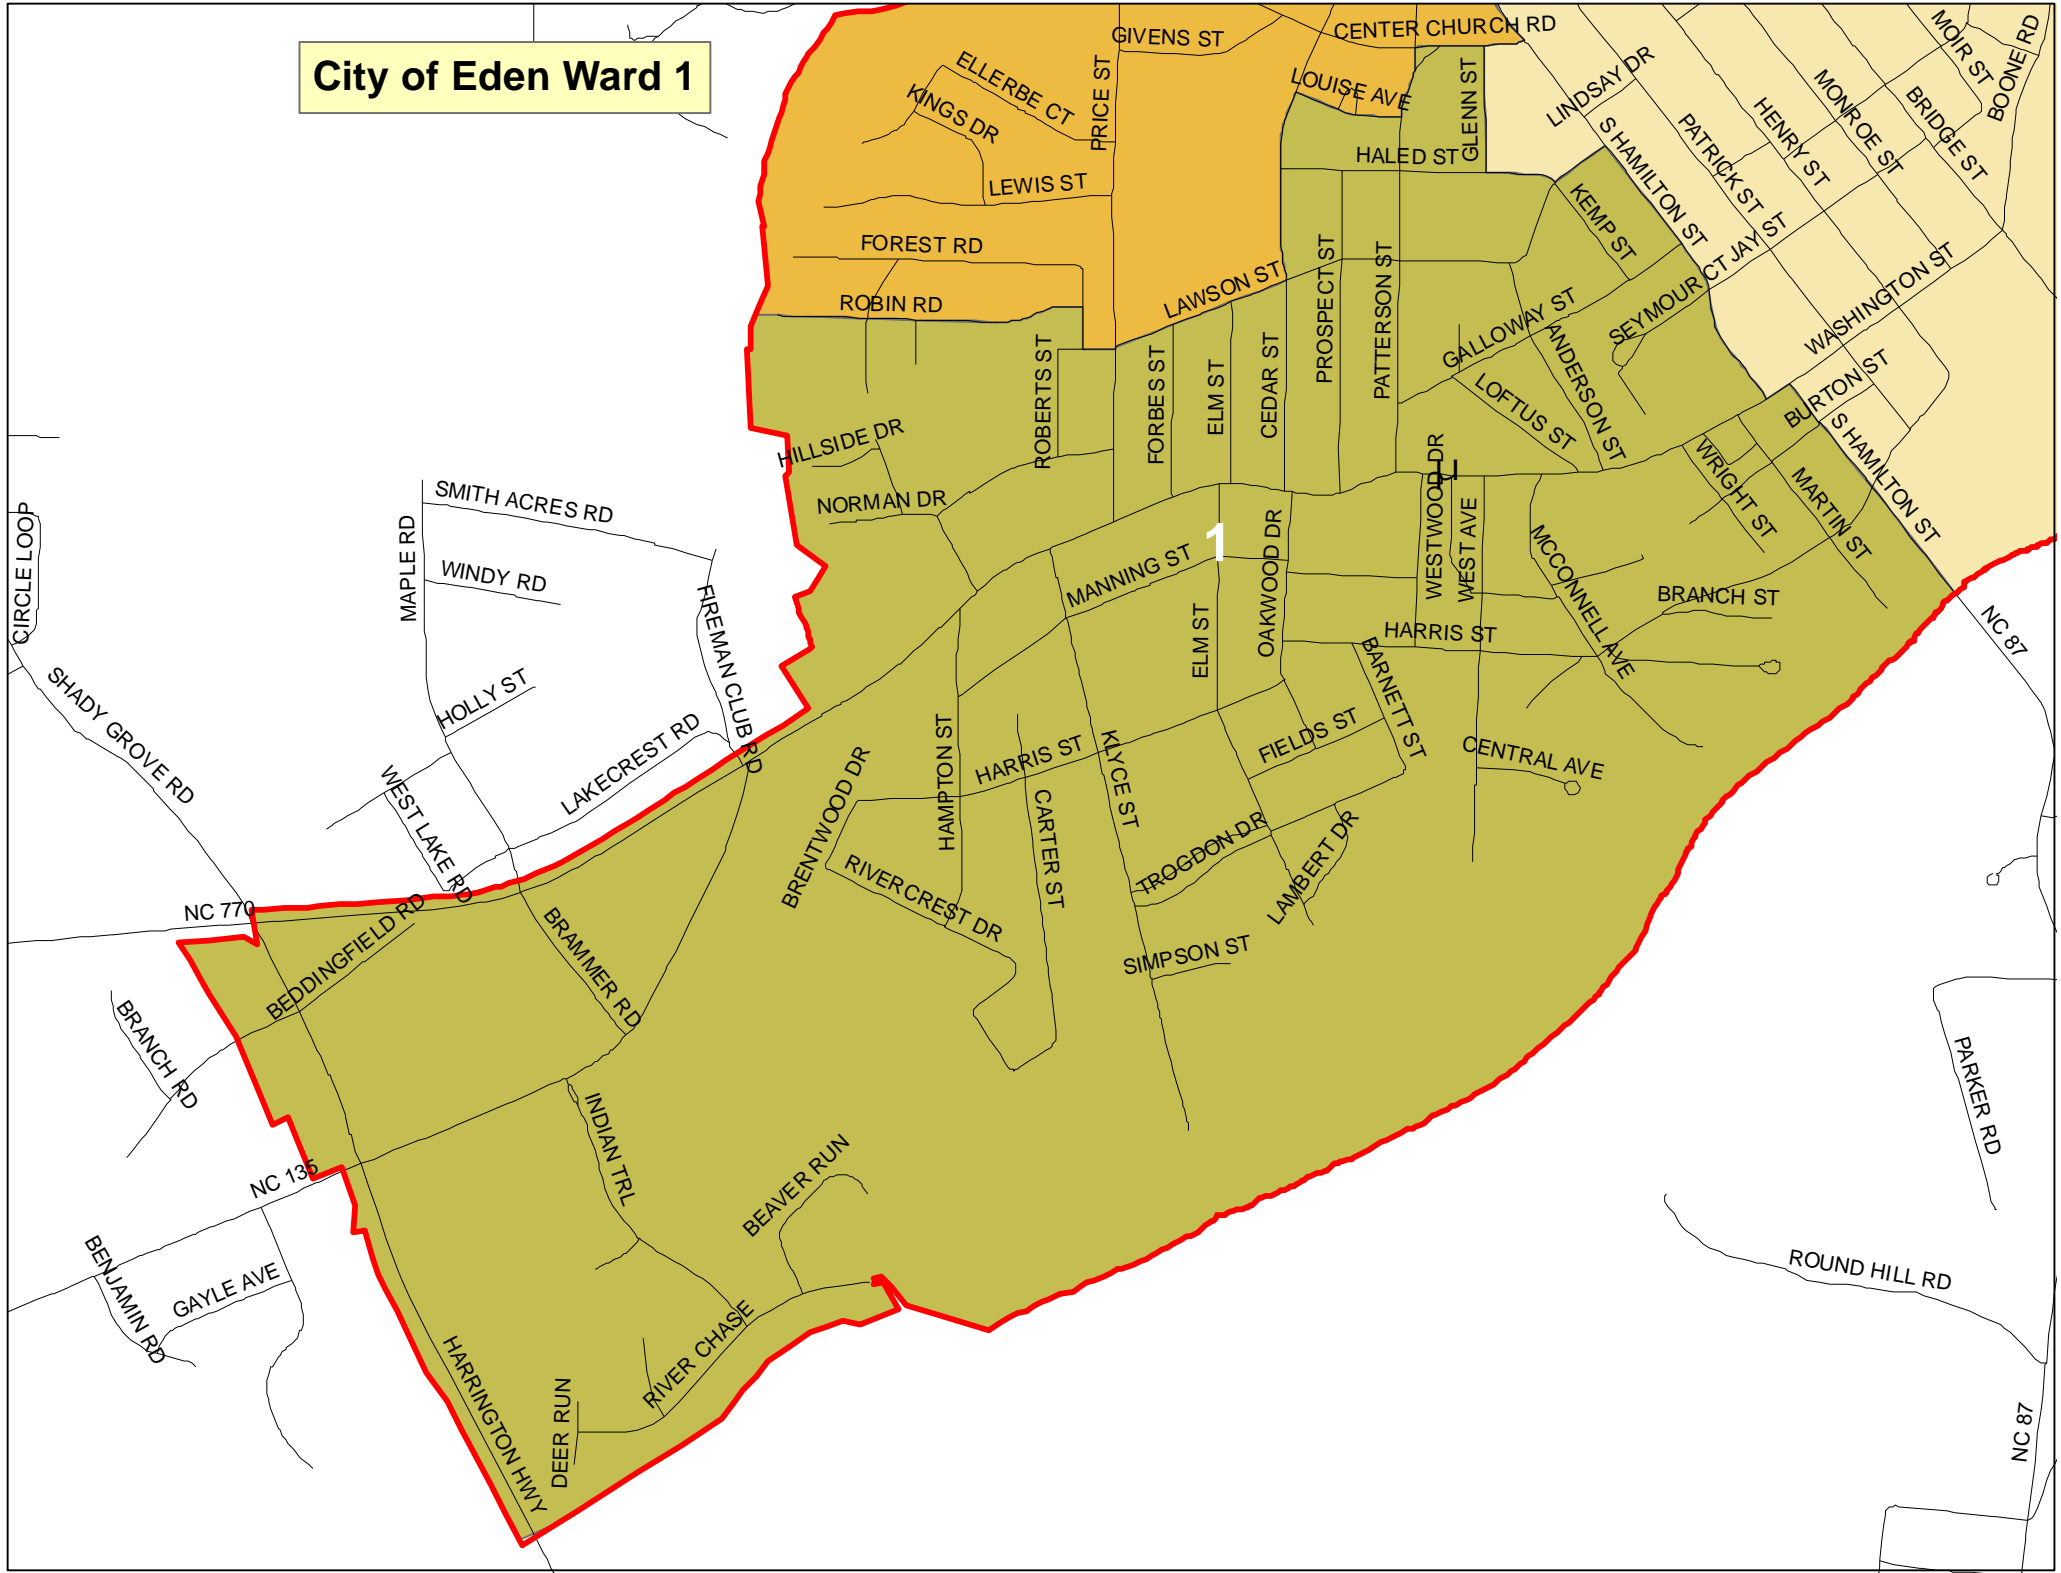 City of Eden Ward 1
GIVENS ST
CENTER CHURCH RD
MOIR ST
BOONE RD
ELLERBE CT
KINGS DR
PRICE ST
LOUISE AVE
GLENN ST
LINDSAY DR
MONROE ST
BRIDGE ST
HENRY ST
PATRICK ST
S HAMILTON ST
HALED ST
LEWIS ST
KEMP ST
JAY ST
FOREST RD
LAWSON ST
PROSPECT ST
PATTERSON ST
SEYMOUR CT
WASHINGTON ST
ROBIN RD
GALLOWAY ST
ANDERSON ST
ROBERTS ST
FORBES ST
ELM ST
CEDAR ST
LOFTUS ST
BURTON ST
S HAMILTON ST
HILLSIDE DR
NORMAN DR
WESTWOOD DR
WEST AVE
WRIGHT ST
MARTIN ST
SMITH ACRES RD
MAPLE RD
WINDY RD
CIRCLE LOOP
1
MANNING ST
OAKWOOD DR
MCCONNELL AVE
BRANCH ST
FIREMAN CLUB RD
ELM ST
HARRIS ST
BARNETT ST
NC 87
SHADY GROVE RD
HOLLY ST
LAKECREST RD
WEST LAKE RD
HAMPTON ST
HARRIS ST
KLYCE ST
FIELDS ST
CENTRAL AVE
BRENTWOOD DR
CARTER ST
TROGDON DR
LAMBERT DR
RIVERCREST DR
NC 770
BEDDINGFIELD RD
BRAMMER RD
SIMPSON ST
BRANCH RD
PARKER RD
INDIAN TRL
BEAVER RUN
NC 135
BENJAMIN RD
GAYLE AVE
ROUND HILL RD
HARRINGTON HWY
RIVER CHASE
DEER RUN
NC 87